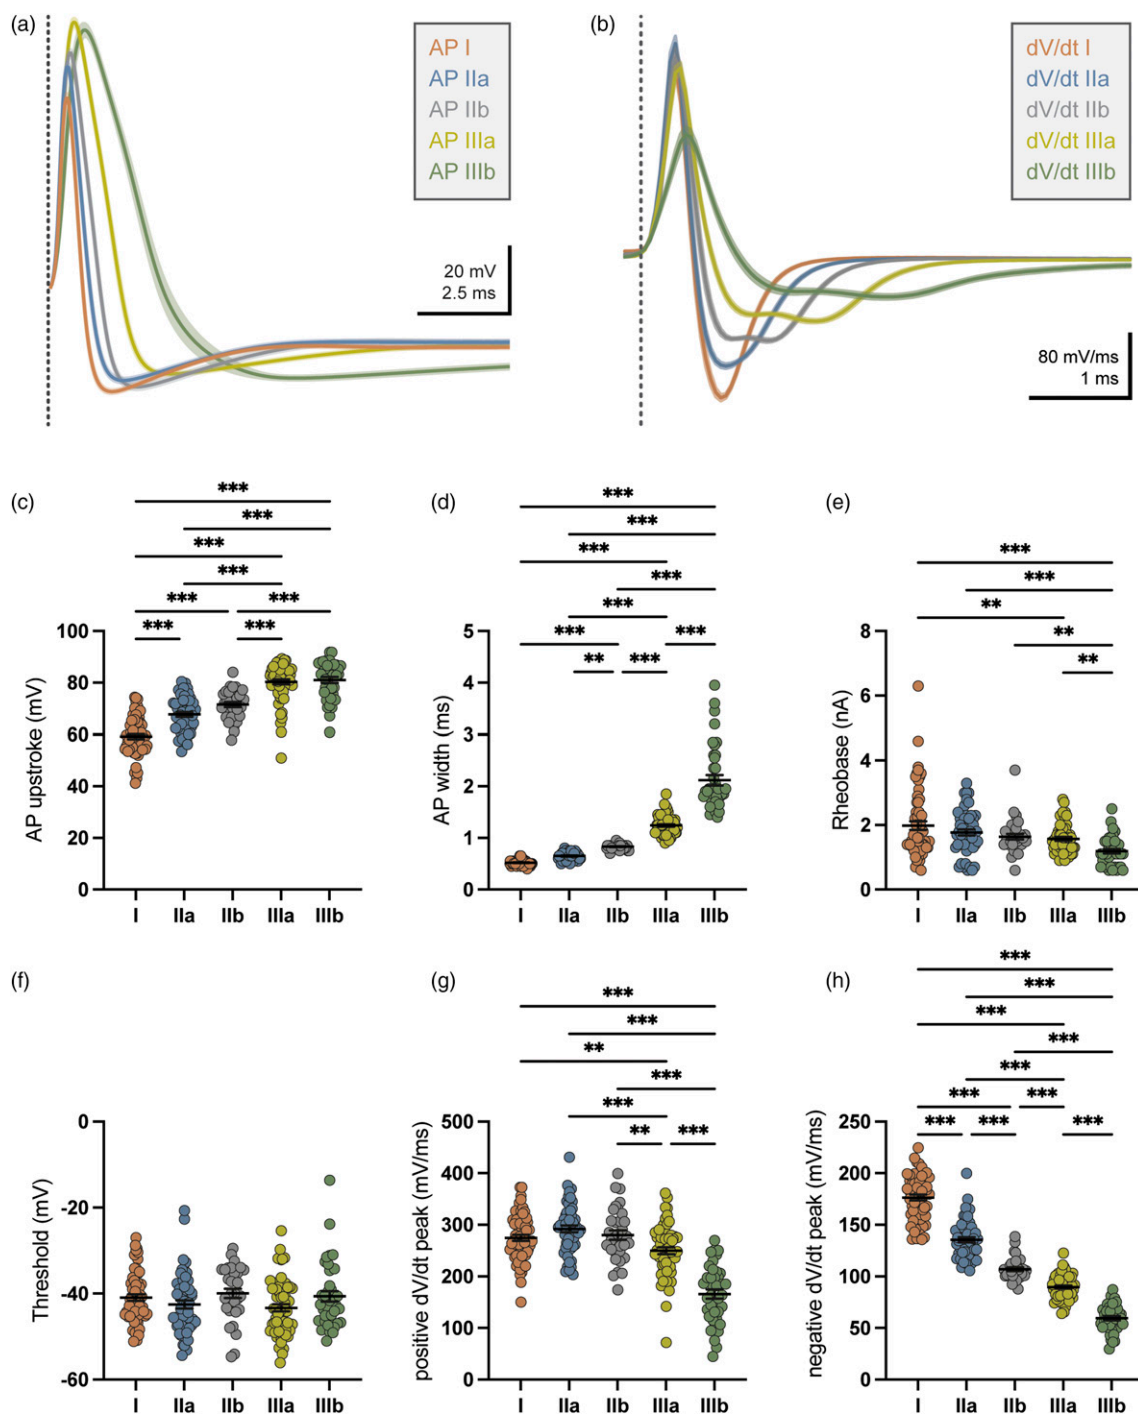 (a)
AP I
AP IIa
AP IIb
AP IIIa
AP IIIb
20 mV
2.5 ms
(b)
dV/dt I
dV/dt IIa
dV/dt IIb
dV/dt IIIa
dV/dt IIIb
80 mV/ms
1 ms
(c)
***
***
***
***
*** ***
*** ***
AP upstroke (mV)
100
80
60
40
20
0
I IIa IIb IIIa IIIb
(d)
***
***
***
***
***
*** ***
** ***
AP width (ms)
5
4
3
2
1
0
I IIa IIb IIIa IIIb
(e)
***
***
**
**
**
Rheobase (nA)
8
6
4
2
0
I IIa IIb IIIa IIIb
(f)
Threshold (mV)
0
-20
-40
-60
I IIa IIb IIIa IIIb
(g)
***
***
**
***
***
** ***
positive dV/dt peak (mV/ms)
500
400
300
200
100
0
I IIa IIb IIIa IIIb
(h)
***
***
***
***
***
*** ***
*** *** ***
negative dV/dt peak (mV/ms)
250
200
150
100
50
0
I IIa IIb IIIa IIIb